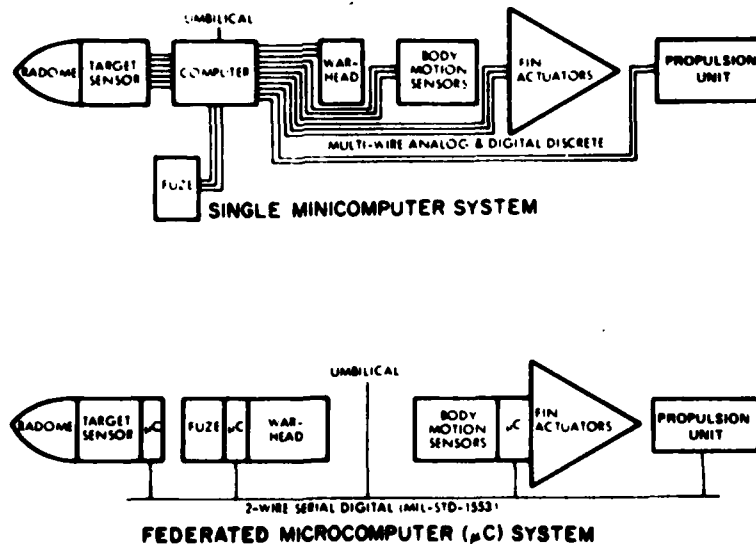 UMBILICAL
RADOME
TARGET
SENSOR
COMPUTER
WAR-
HEAD
BODY
MOTION
SENSORS
FIN
ACTUATORS
PROPULSION
UNIT
MULTI-WIRE ANALOG & DIGITAL DISCRETE
FUZE
SINGLE MINICOMPUTER SYSTEM
UMBILICAL
RADOME
TARGET
SENSOR
μC
FUZE
μC
WAR-
HEAD
BODY
MOTION
SENSORS
μC
FIN
ACTUATORS
PROPULSION
UNIT
2-WIRE SERIAL DIGITAL (MIL-STD-1553)
FEDERATED MICROCOMPUTER (μC) SYSTEM